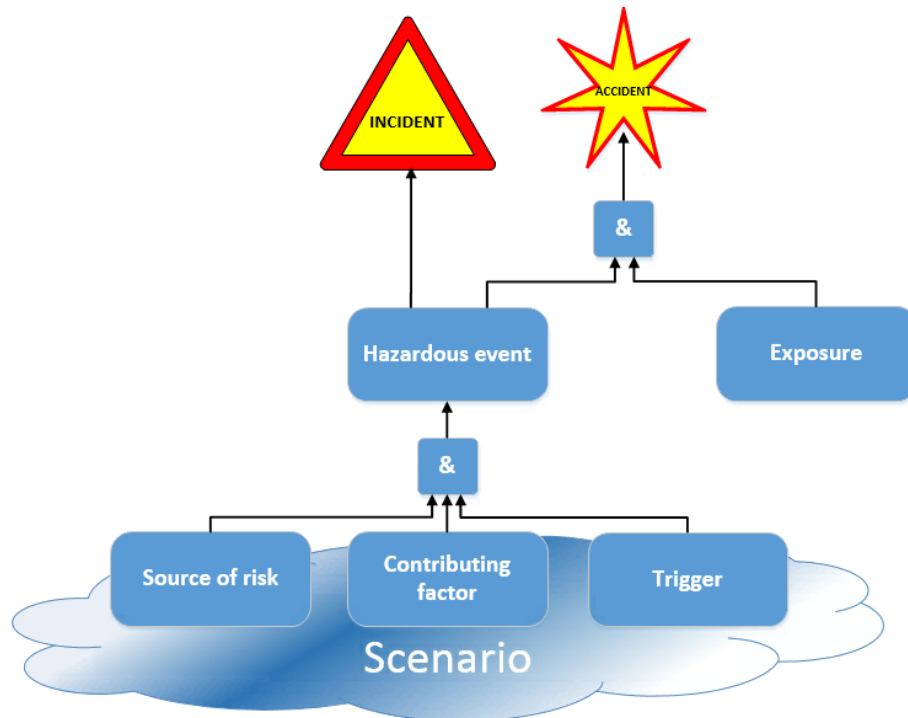 INCIDENT
ACCIDENT
&
Hazardous event
Exposure
&
Source of risk
Contributing
factor
Trigger
Scenario